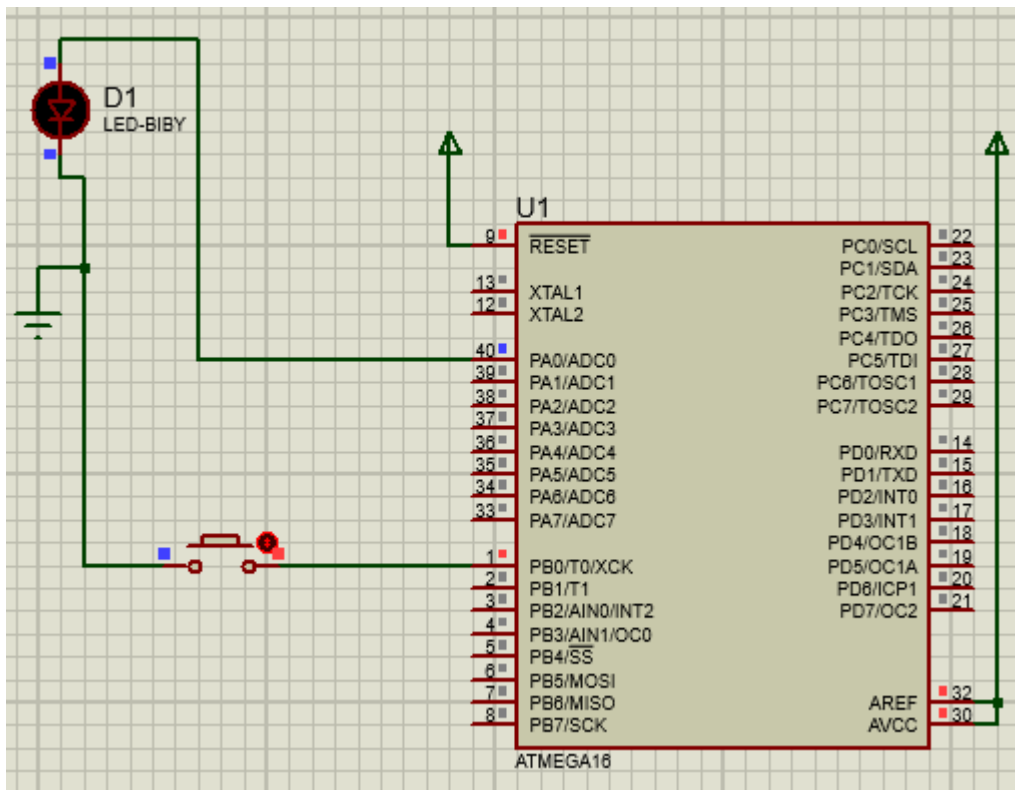 D1
LED-BIBY
U1
9 RESET
13 XTAL1
12 XTAL2
40 PA0/ADC0
39 PA1/ADC1
38 PA2/ADC2
37 PA3/ADC3
36 PA4/ADC4
35 PA5/ADC5
34 PA6/ADC6
33 PA7/ADC7
1 PB0/T0/XCK
2 PB1/T1
3 PB2/AIN0/INT2
4 PB3/AIN1/OC0
5 PB4/SS
6 PB5/MOSI
7 PB6/MISO
8 PB7/SCK
PC0/SCL 22
PC1/SDA 23
PC2/TCK 24
PC3/TMS 25
PC4/TDO 26
PC5/TDI 27
PC6/TOSC1 28
PC7/TOSC2 29
PD0/RXD 14
PD1/TXD 15
PD2/INT0 16
PD3/INT1 17
PD4/OC1B 18
PD5/OC1A 19
PD6/ICP1 20
PD7/OC2 21
AREF 32
AVCC 30
ATMEGA16